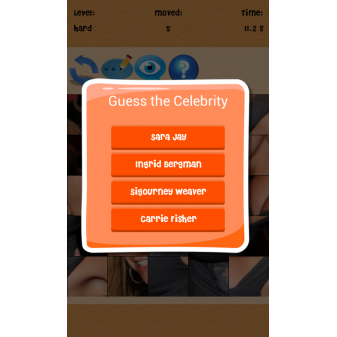 Level:
moved:
Time:
hard
5
11.2 s
Guess the Celebrity
Sara Jay
Ingrid Bergman
Sigourney Weaver
Carrie Fisher